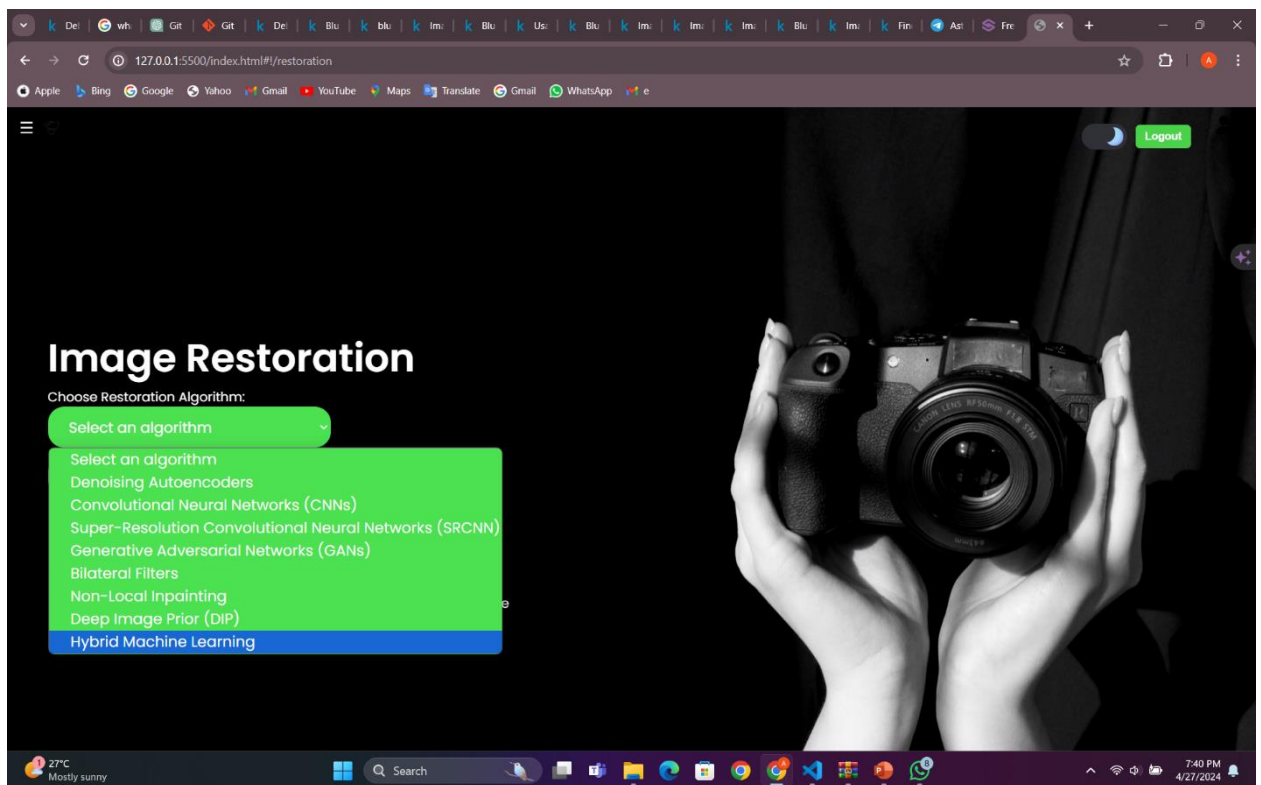 Del
wh
Git
Git
Del
Blu
blu
Ima
Blu
Usa
Blu
Ima
Ima
Ima
Blu
Ima
Fin
Ast
Fre
127.0.0.1:5500/index.html#!/restoration
A
Apple Bing Google Yahoo Gmail YouTube Maps Translate Gmail WhatsApp e
Logout
Image Restoration
Choose Restoration Algorithm:
Select an algorithm
Select an algorithm
Denoising Autoencoders
Convolutional Neural Networks (CNNs)
Super-Resolution Convolutional Neural Networks (SRCNN)
Generative Adversarial Networks (GANs)
Bilateral Filters
Non-Local Inpainting
e
Deep Image Prior (DIP)
Hybrid Machine Learning
CANON LENS RF50mm F1.8 STM
R
Ø43mm
1
27°C
Mostly sunny
Search
8
7:40 PM
4/27/2024